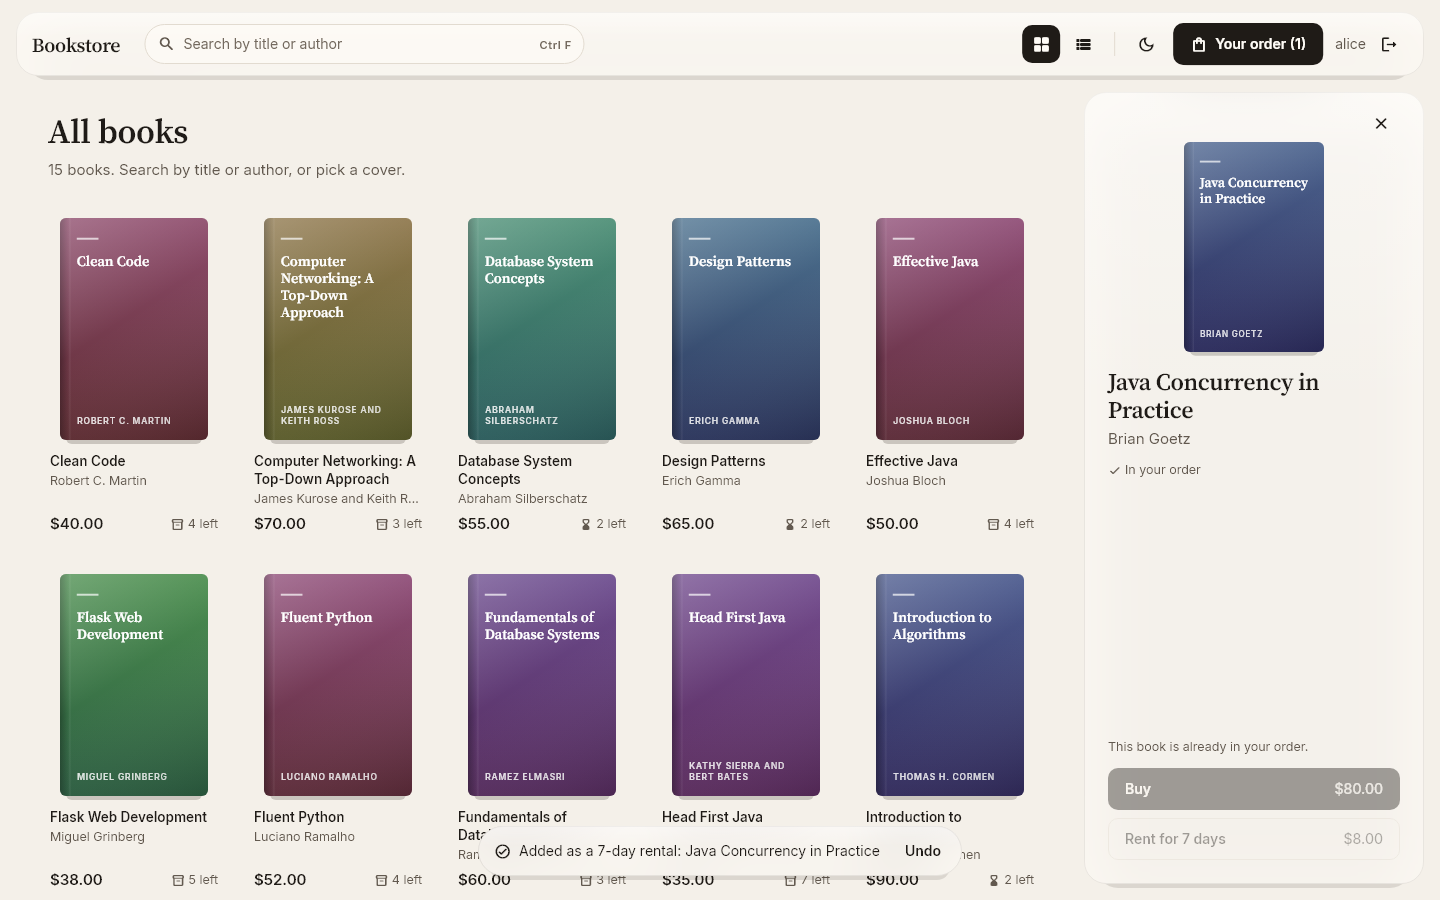 Bookstore
Search by title or author
Ctrl F
Your order (1)
alice
All books
15 books. Search by title or author, or pick a cover.
Clean Code
ROBERT C. MARTIN
Clean Code
Robert C. Martin
$40.00
4 left
Computer
Networking: A
Top-Down
Approach
JAMES KUROSE AND
KEITH ROSS
Computer Networking: A
Top-Down Approach
James Kurose and Keith R...
$70.00
3 left
Database System
Concepts
ABRAHAM
SILBERSCHATZ
Database System
Concepts
Abraham Silberschatz
$55.00
2 left
Design Patterns
ERICH GAMMA
Design Patterns
Erich Gamma
$65.00
2 left
Effective Java
JOSHUA BLOCH
Effective Java
Joshua Bloch
$50.00
4 left
Flask Web
Development
MIGUEL GRINBERG
Flask Web Development
Miguel Grinberg
$38.00
5 left
Fluent Python
LUCIANO RAMALHO
Fluent Python
Luciano Ramalho
$52.00
4 left
Fundamentals of
Database Systems
RAMEZ ELMASRI
Fundamentals of
$60.00
3 left
Head First Java
KATHY SIERRA AND
BERT BATES
Head First Java
$35.00
7 left
Introduction to
Algorithms
THOMAS H. CORMEN
Introduction to
$90.00
2 left
Added as a 7-day rental: Java Concurrency in Practice
Undo
Java Concurrency
in Practice
BRIAN GOETZ
Java Concurrency in
Practice
Brian Goetz
In your order
This book is already in your order.
Buy
$80.00
Rent for 7 days
$8.00